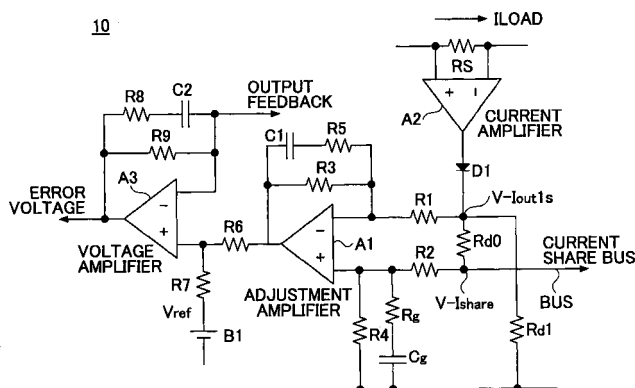 10
ILOAD
RS
+ −
A2
CURRENT
AMPLIFIER
D1
R8
C2
OUTPUT
FEEDBACK
R9
C1
R5
R3
A3
ERROR
VOLTAGE
−
+
VOLTAGE
AMPLIFIER
R6
R7
Vref
B1
−
+
A1
ADJUSTMENT
AMPLIFIER
R1
V-Iout1s
Rd0
R2
CURRENT
SHARE BUS
V-Ishare
BUS
R4
Rg
Cg
Rd1